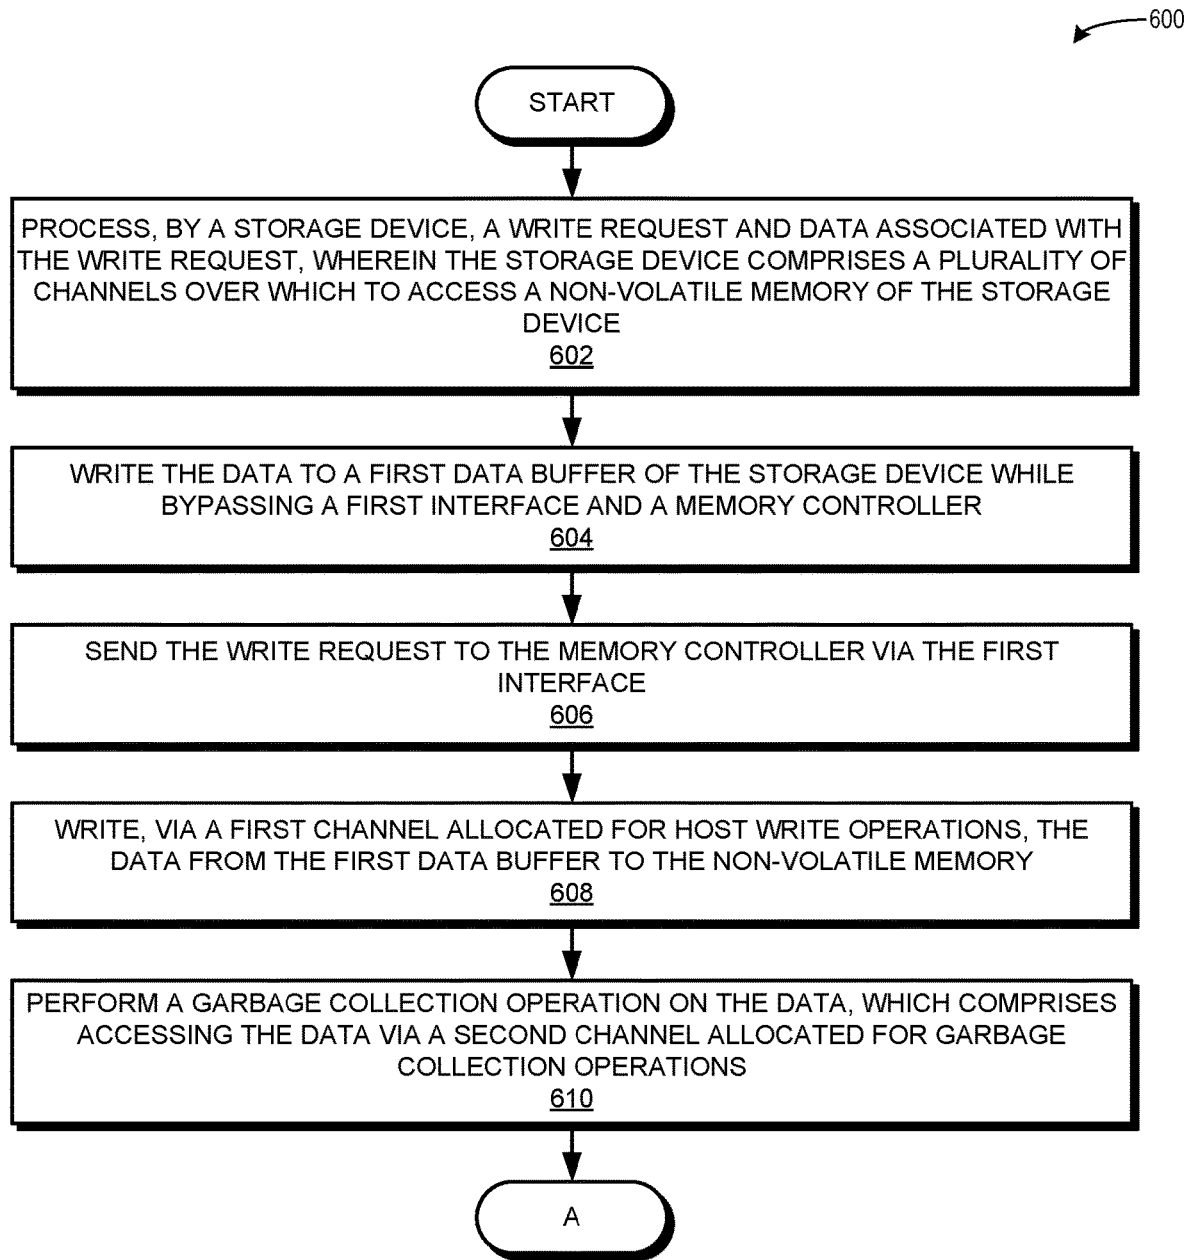 600
START
PROCESS, BY A STORAGE DEVICE, A WRITE REQUEST AND DATA ASSOCIATED WITH
THE WRITE REQUEST, WHEREIN THE STORAGE DEVICE COMPRISES A PLURALITY OF
CHANNELS OVER WHICH TO ACCESS A NON-VOLATILE MEMORY OF THE STORAGE
DEVICE
602
WRITE THE DATA TO A FIRST DATA BUFFER OF THE STORAGE DEVICE WHILE
BYPASSING A FIRST INTERFACE AND A MEMORY CONTROLLER
604
SEND THE WRITE REQUEST TO THE MEMORY CONTROLLER VIA THE FIRST
INTERFACE
606
WRITE, VIA A FIRST CHANNEL ALLOCATED FOR HOST WRITE OPERATIONS, THE
DATA FROM THE FIRST DATA BUFFER TO THE NON-VOLATILE MEMORY
608
PERFORM A GARBAGE COLLECTION OPERATION ON THE DATA, WHICH COMPRISES
ACCESSING THE DATA VIA A SECOND CHANNEL ALLOCATED FOR GARBAGE
COLLECTION OPERATIONS
610
A